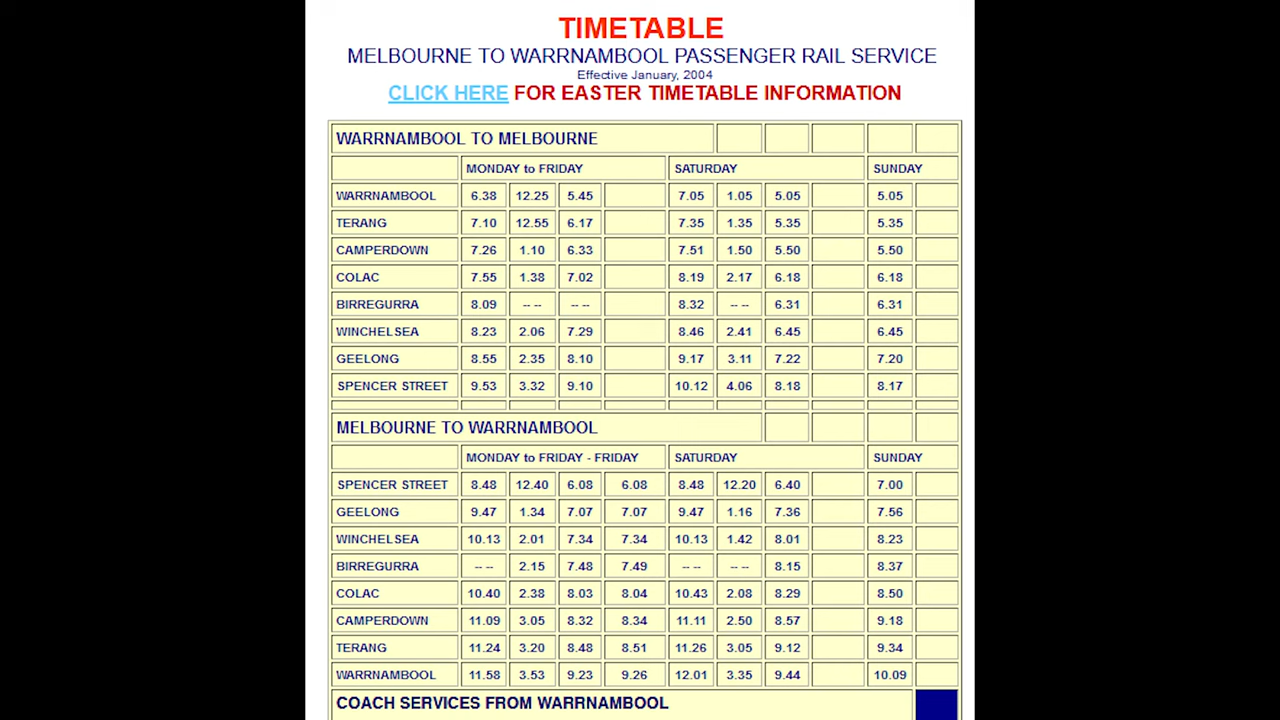 TIMETABLE
MELBOURNE TO WARRNAMBOOL PASSENGER RAIL SERVICE
Effective January, 2004
CLICK HERE FOR EASTER TIMETABLE INFORMATION
WARRNAMBOOL TO MELBOURNE
MONDAY to FRIDAY SATURDAY SUNDAY
WARRNAMBOOL 6.38 12.25 5.45 7.05 1.05 5.05 5.05
TERANG 7.10 12.55 6.17 7.35 1.35 5.35 5.35
CAMPERDOWN 7.26 1.10 6.33 7.51 1.50 5.50 5.50
COLAC 7.55 1.38 7.02 8.19 2.17 6.18 6.18
BIRREGURRA 8.09 -- -- -- -- 8.32 -- -- 6.31 6.31
WINCHELSEA 8.23 2.06 7.29 8.46 2.41 6.45 6.45
GEELONG 8.55 2.35 8.10 9.17 3.11 7.22 7.20
SPENCER STREET 9.53 3.32 9.10 10.12 4.06 8.18 8.17
MELBOURNE TO WARRNAMBOOL
MONDAY to FRIDAY - FRIDAY SATURDAY SUNDAY
SPENCER STREET 8.48 12.40 6.08 6.08 8.48 12.20 6.40 7.00
GEELONG 9.47 1.34 7.07 7.07 9.47 1.16 7.36 7.56
WINCHELSEA 10.13 2.01 7.34 7.34 10.13 1.42 8.01 8.23
BIRREGURRA -- -- 2.15 7.48 7.49 -- -- -- -- 8.15 8.37
COLAC 10.40 2.38 8.03 8.04 10.43 2.08 8.29 8.50
CAMPERDOWN 11.09 3.05 8.32 8.34 11.11 2.50 8.57 9.18
TERANG 11.24 3.20 8.48 8.51 11.26 3.05 9.12 9.34
WARRNAMBOOL 11.58 3.53 9.23 9.26 12.01 3.35 9.44 10.09
COACH SERVICES FROM WARRNAMBOOL